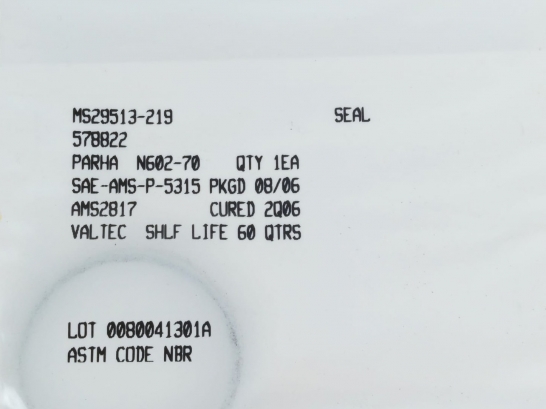 MS29513-219 SEAL
578822
PARHA N602-70 QTY 1EA
SAE-AMS-P-5315 PKGD 08/06
AMS2817 CURED 2Q06
VALTEC SHLF LIFE 60 QTRS
LOT 0080041301A
ASTM CODE NBR